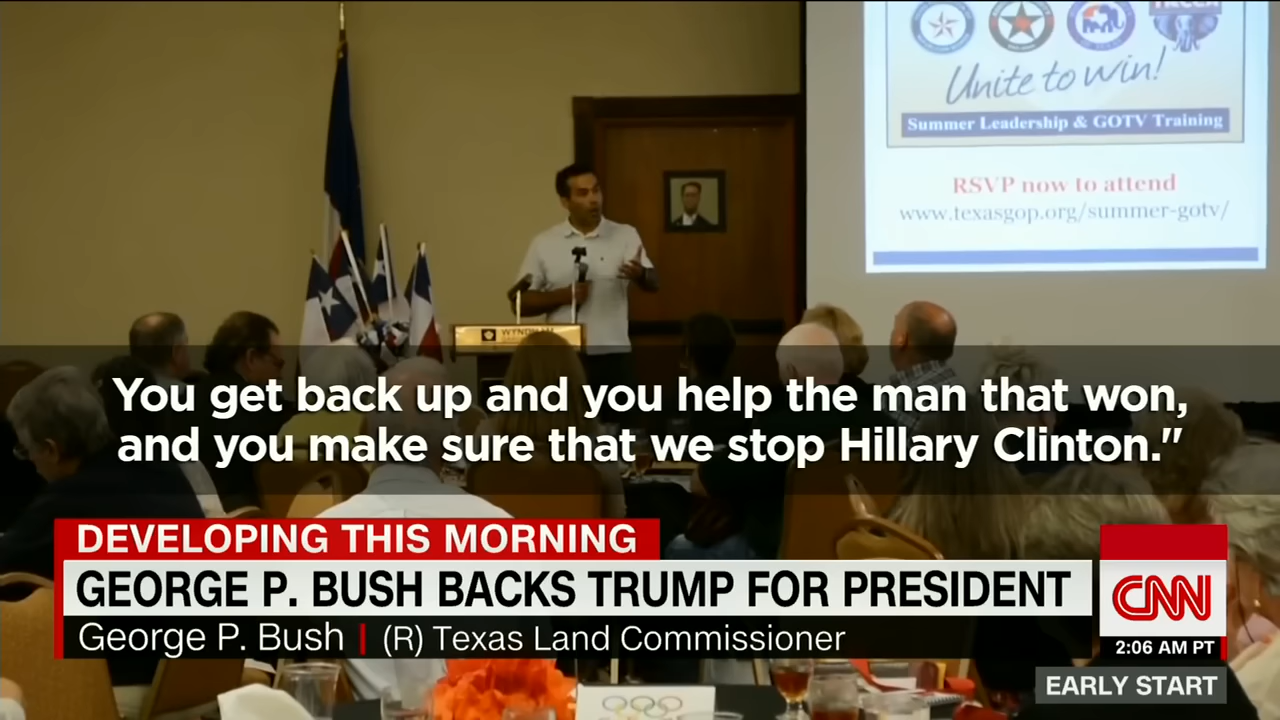 Unite to win!
Summer Leadership & GOTV Training
RSVP now to attend
www.texasgop.org/summer-gotv/
WYNDHAM
You get back up and you help the man that won,
and you make sure that we stop Hillary Clinton."
DEVELOPING THIS MORNING
GEORGE P. BUSH BACKS TRUMP FOR PRESIDENT
George P. Bush | (R) Texas Land Commissioner
CNN
2:06 AM PT
EARLY START